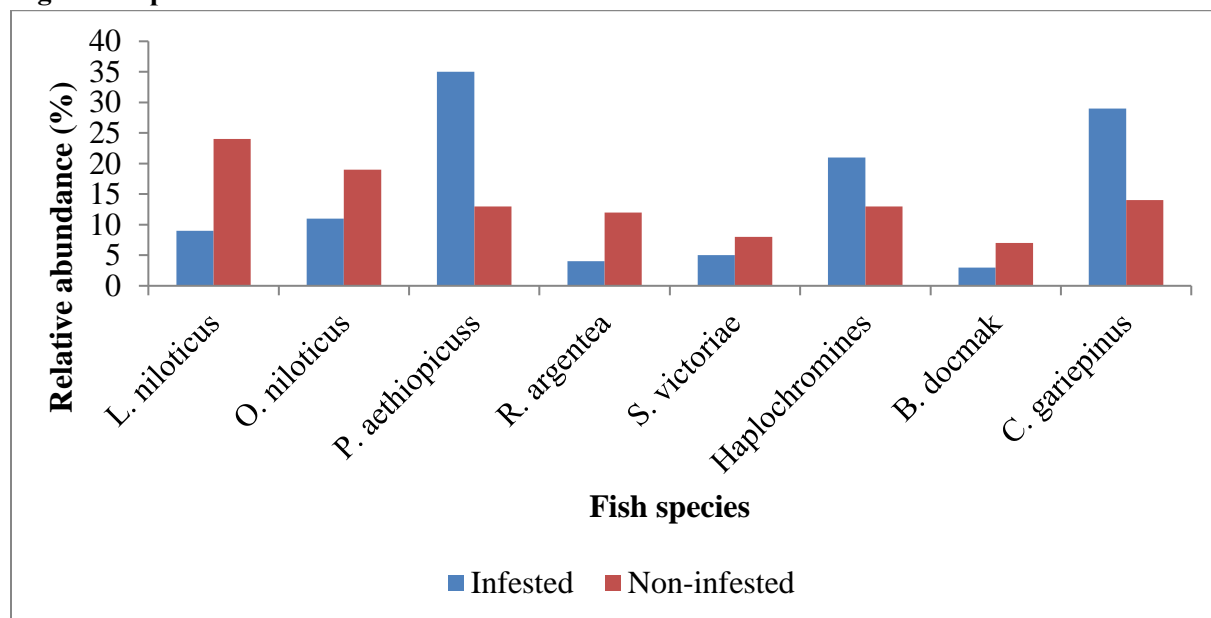 40
35
30
25
20
15
10
5
0
Relative abundance (%)
L. niloticus
O. niloticus
P. aethiopicuss
R. argentea
S. victoriae
Haplochromines
B. docmak
C. gariepinus
Fish species
Infested
Non-infested